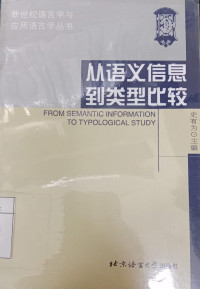 新世纪语言学与
应用语言学丛书
从语义信息
到类型比较
FROM SEMANTIC INFORMATION
TO TYPOLOGICAL STUDY
史有为◎主编
北京语言大学出版社